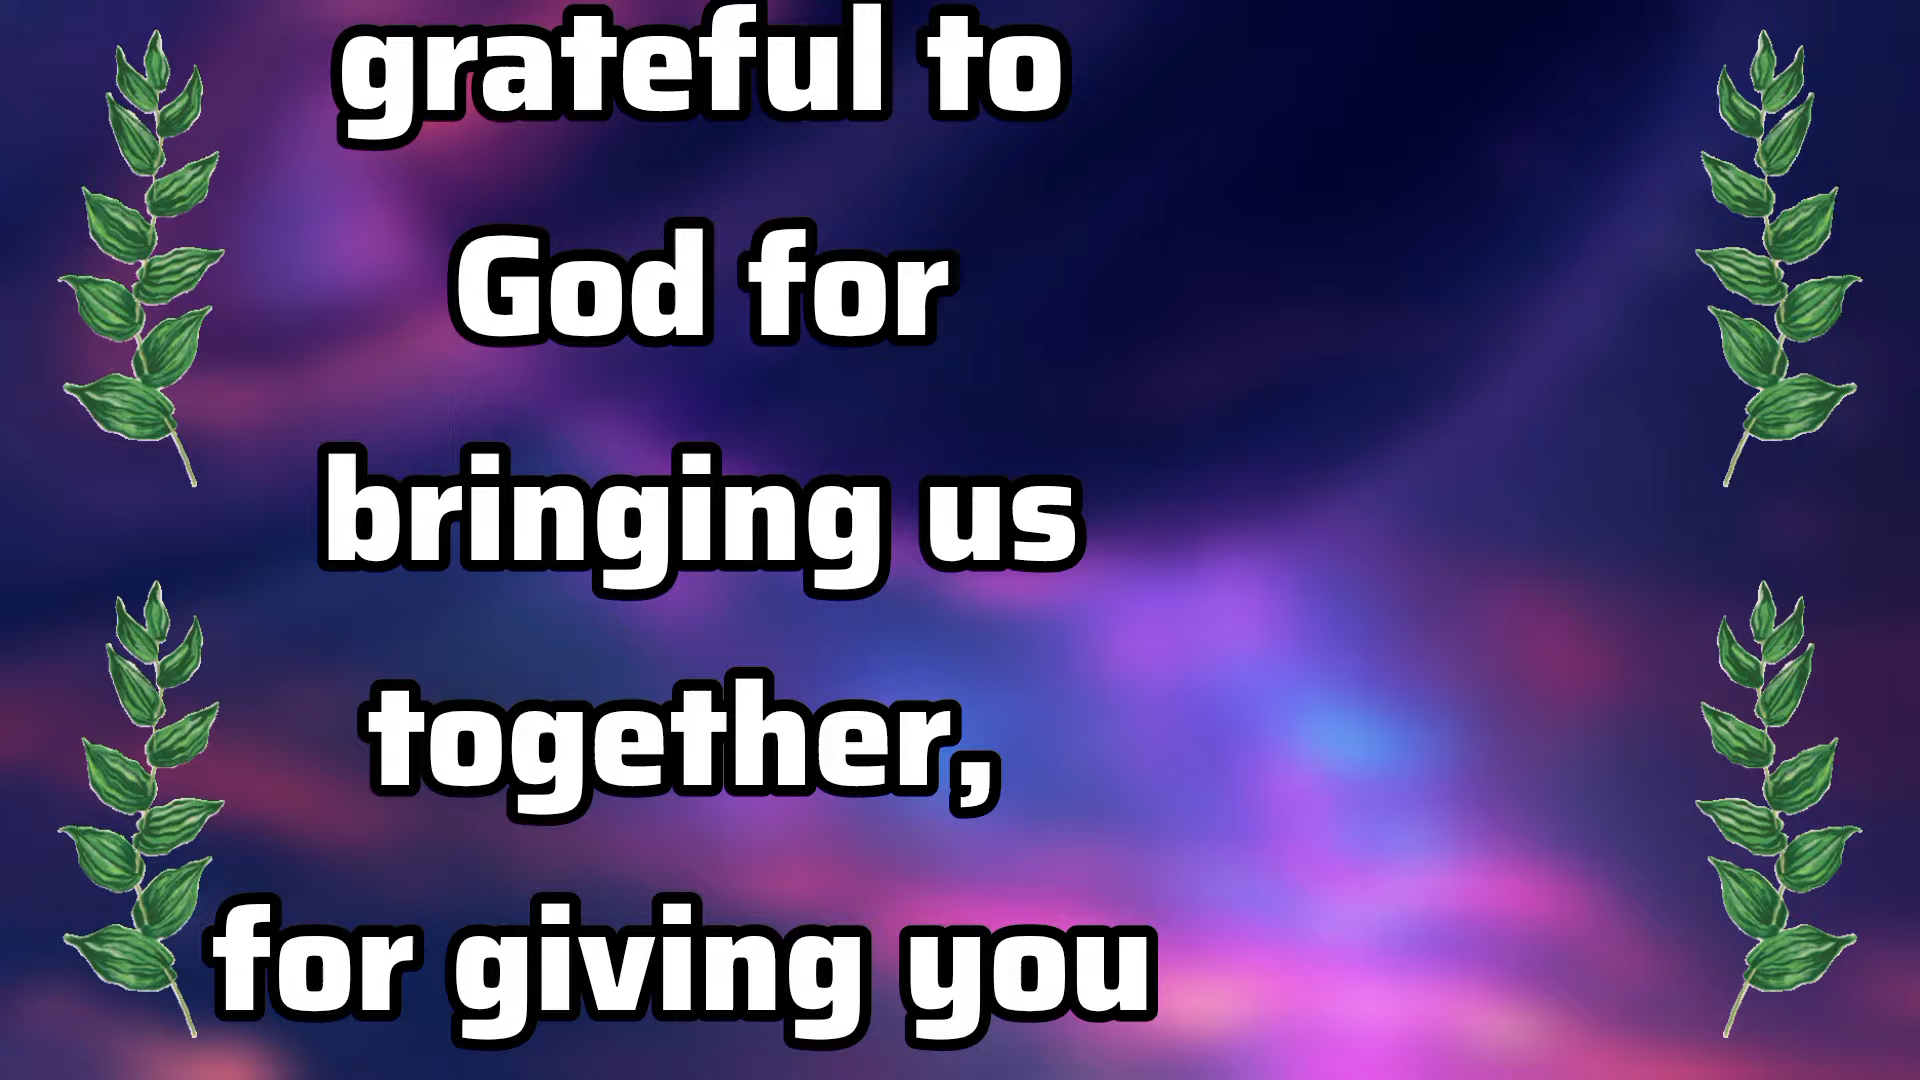 grateful to
God for
bringing us
together,
for giving you